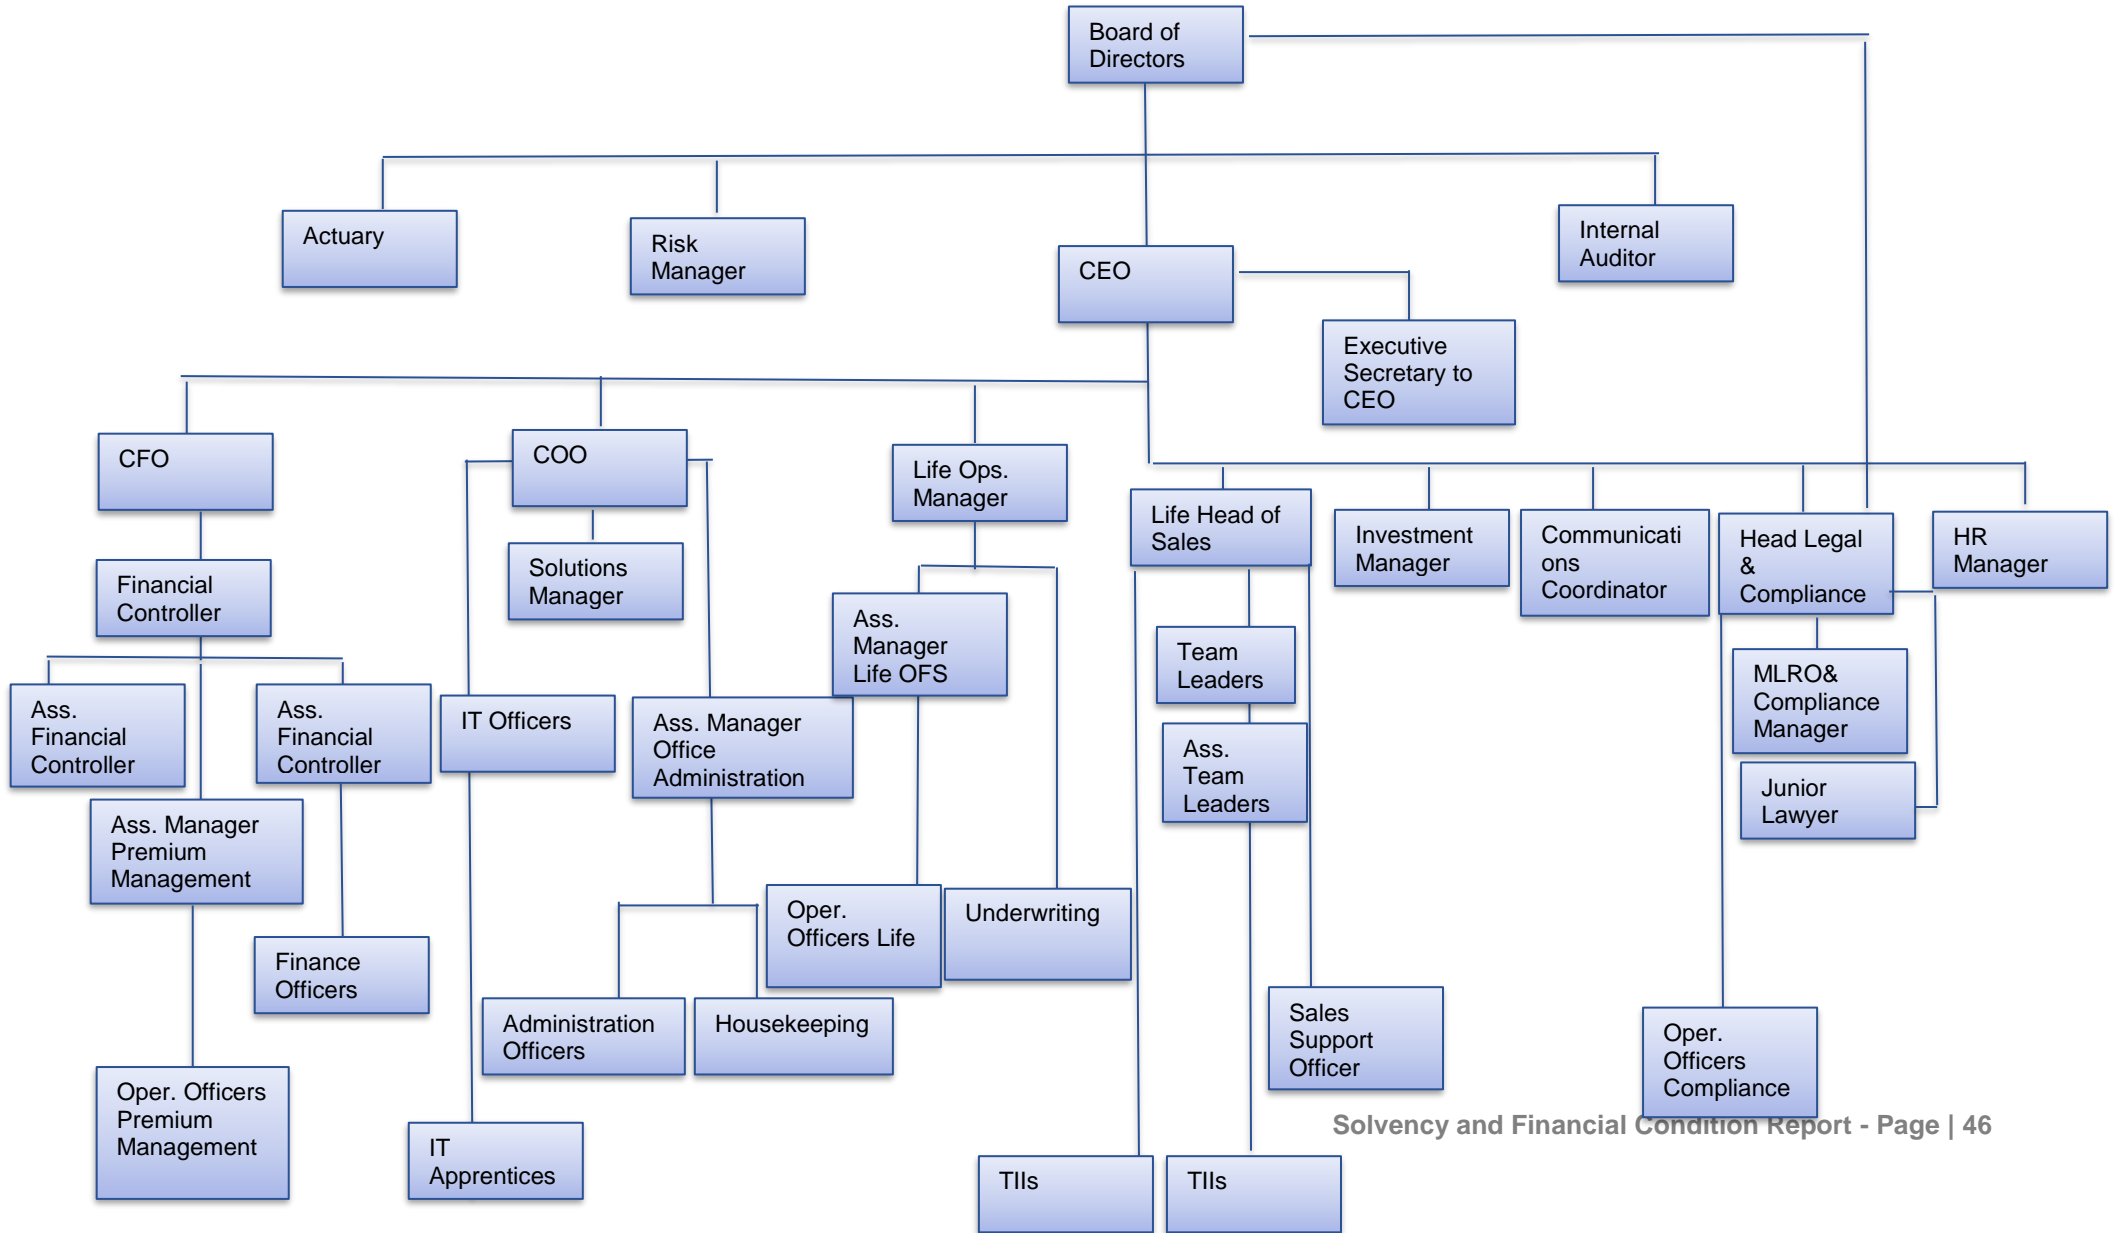 Board of
Directors
Actuary
Risk
Manager
Internal
Auditor
CEO
Executive
Secretary to
CEO
CFO
COO
Life Ops.
Manager
Life Head of
Sales
Investment
Manager
Communicati
ons
Coordinator
Head Legal
&
Compliance
HR
Manager
Financial
Controller
Solutions
Manager
Ass.
Manager
Life OFS
Team
Leaders
MLRO&
Compliance
Manager
Ass.
Financial
Controller
Ass.
Financial
Controller
IT Officers
Ass. Manager
Office
Administration
Ass.
Team
Leaders
Junior
Lawyer
Ass. Manager
Premium
Management
Oper.
Officers Life
Underwriting
Finance
Officers
Administration
Officers
Housekeeping
Sales
Support
Officer
Oper.
Officers
Compliance
Oper. Officers
Premium
Management
IT
Apprentices
Solvency and Financial Condition Report - Page | 46
TIIs
TIIs